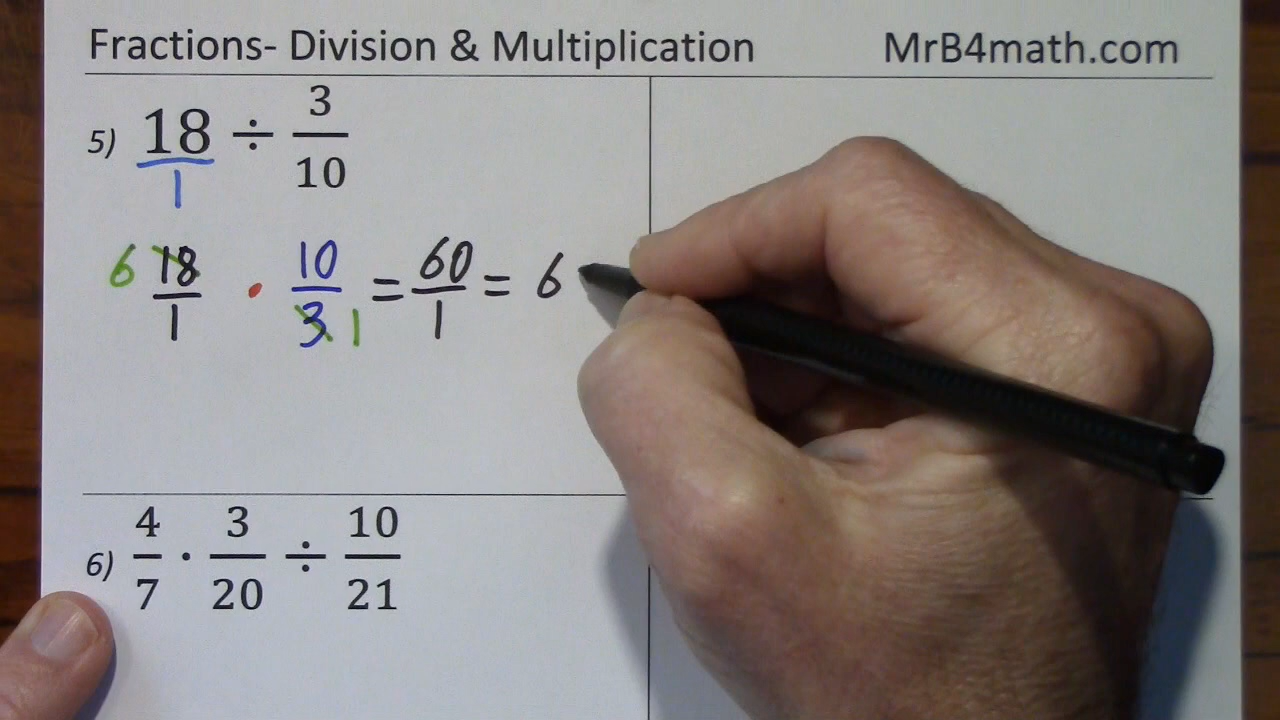 Fractions- Division & Multiplication MrB4math.com
5) 18/1 ÷ 3/10
6 18/1 · 10/3 1 = 60/1 = 6
6) 4/7 · 3/20 ÷ 10/21